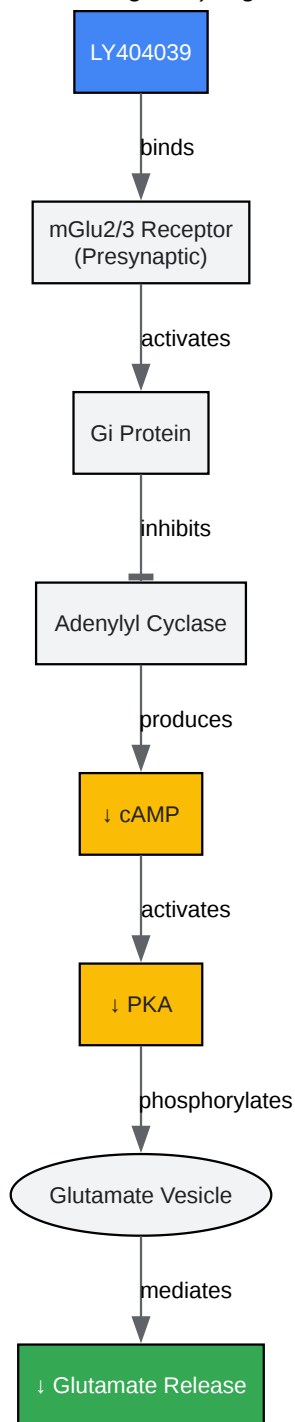 LY404039
binds
mGlu2/3 Receptor
(Presynaptic)
activates
Gi Protein
inhibits
Adenylyl Cyclase
produces
↓ cAMP
activates
↓ PKA
phosphorylates
Glutamate Vesicle
mediates
↓ Glutamate Release